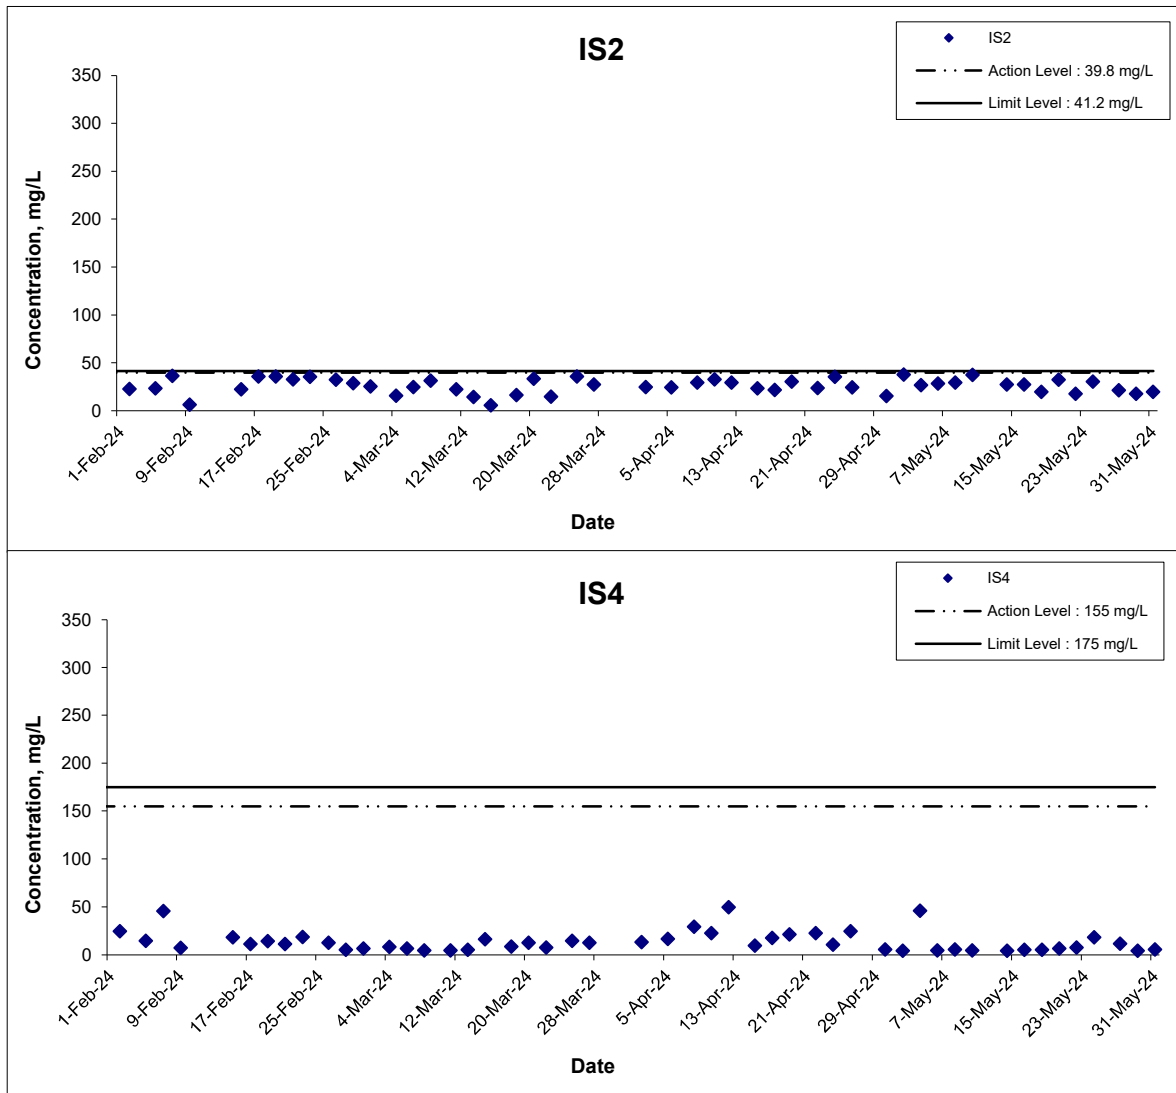 IS2
IS2
Action Level : 39.8 mg/L
Limit Level : 41.2 mg/L
Concentration, mg/L
350
300
250
200
150
100
50
0
1-Feb-24
9-Feb-24
17-Feb-24
25-Feb-24
4-Mar-24
12-Mar-24
20-Mar-24
28-Mar-24
5-Apr-24
13-Apr-24
21-Apr-24
29-Apr-24
7-May-24
15-May-24
23-May-24
31-May-24
Date
IS4
IS4
Action Level : 155 mg/L
Limit Level : 175 mg/L
Concentration, mg/L
350
300
250
200
150
100
50
0
1-Feb-24
9-Feb-24
17-Feb-24
25-Feb-24
4-Mar-24
12-Mar-24
20-Mar-24
28-Mar-24
5-Apr-24
13-Apr-24
21-Apr-24
29-Apr-24
7-May-24
15-May-24
23-May-24
31-May-24
Date